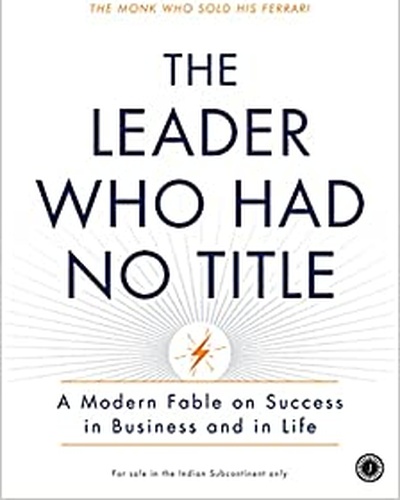 THE MONK WHO SOLD HIS FERRARI
THE
LEADER
WHO HAD
NO TITLE
A Modern Fable on Success
in Business and in Life
For sale in the Indian Subcontinent only
J